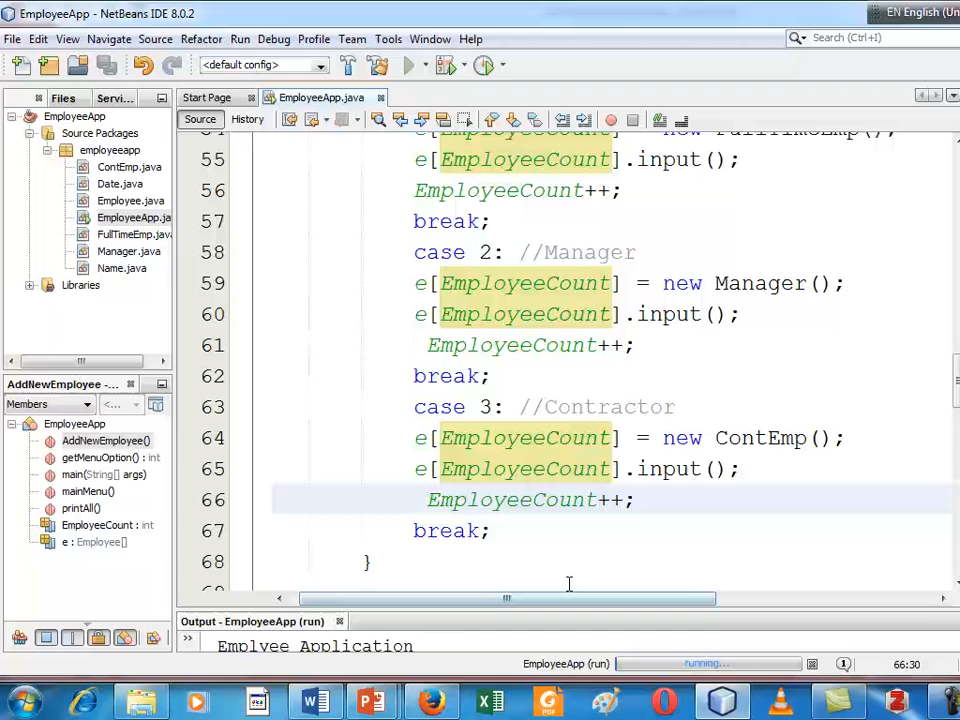 EmployeeApp - NetBeans IDE 8.0.2
EN English (Un
File Edit View Navigate Source Refactor Run Debug Profile Team Tools Window Help
Search (Ctrl+I)
<default config>
Files Servi...
Start Page EmployeeApp.java
Source History
EmployeeApp
Source Packages
employeeapp
ContEmp.java
Date.java
Employee.java
EmployeeApp.ja
FullTimeEmp.java
Manager.java
Name.java
Libraries
54 e[EmployeeCount] = new FullTimeEmp();
55 e[EmployeeCount].input();
56 EmployeeCount++;
57 break;
58 case 2: //Manager
59 e[EmployeeCount] = new Manager();
60 e[EmployeeCount].input();
61 EmployeeCount++;
62 break;
63 case 3: //Contractor
64 e[EmployeeCount] = new ContEmp();
65 e[EmployeeCount].input();
66 EmployeeCount++;
67 break;
68 }
AddNewEmployee -...
Members <...
EmployeeApp
AddNewEmployee()
getMenuOption() : int
main(String[] args)
mainMenu()
printAll()
EmployeeCount : int
e : Employee[]
Output - EmployeeApp (run)
Emplyee Application
EmployeeApp (run) running... 1 66:30